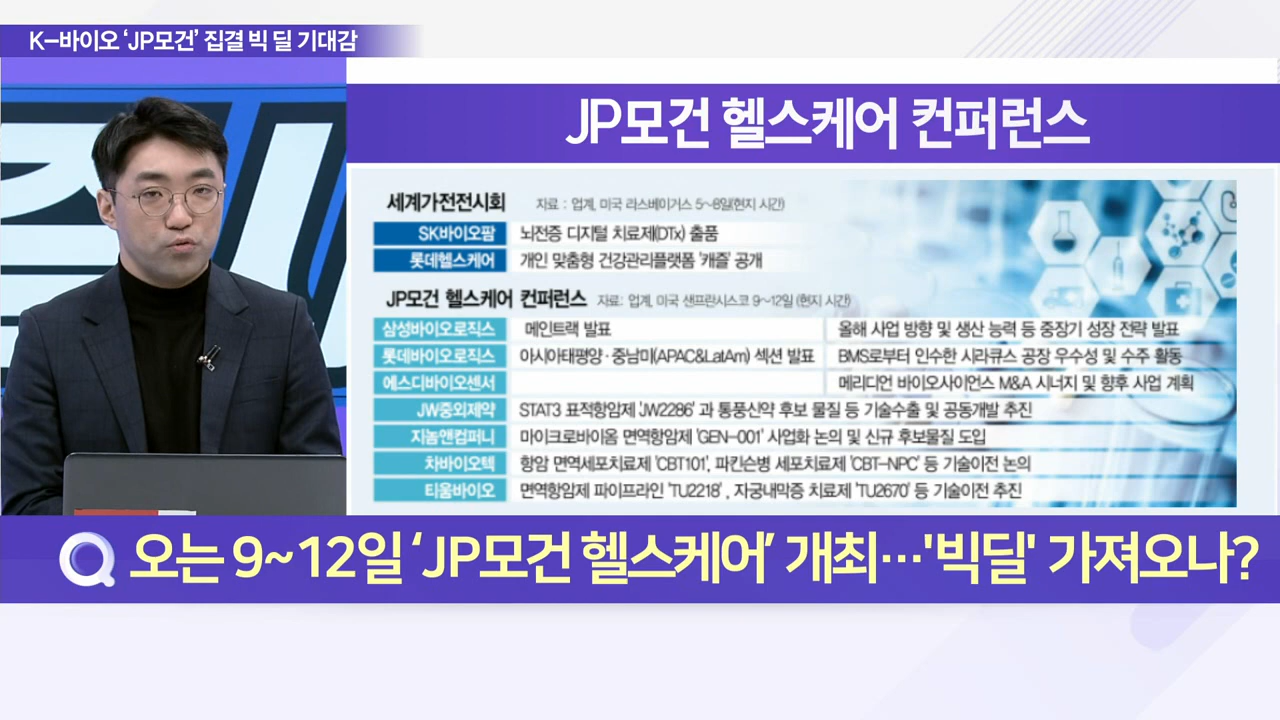 K-바이오 'JP모건' 집결 빅 딜 기대감
JP모건 헬스케어 컨퍼런스
세계가전전시회 자료 : 업계, 미국 라스베이거스 5~8일(현지 시간)
SK바이오팜 뇌전증 디지털 치료제(DTx) 출품
롯데헬스케어 개인 맞춤형 건강관리플랫폼 '캐즐' 공개
JP모건 헬스케어 컨퍼런스 자료: 업계, 미국 샌프란시스코 9~12일 (현지 시간)
삼성바이오로직스 메인트랙 발표 올해 사업 방향 및 생산 능력 등 중장기 성장 전략 발표
롯데바이오로직스 아시아태평양·중남미(APAC&LatAm) 섹션 발표 BMS로부터 인수한 시라큐스 공장 우수성 및 수주 활동
에스디바이오센서 메리디언 바이오사이언스 M&A 시너지 및 향후 사업 계획
JW중외제약 STAT3 표적항암제 'JW2286' 과 통풍신약 후보 물질 등 기술수출 및 공동개발 추진
지놈앤컴퍼니 마이크로바이옴 면역항암제 'GEN-001' 사업화 논의 및 신규 후보물질 도입
차바이오텍 항암 면역세포치료제 'CBT101', 파킨슨병 세포치료제 'CBT-NPC' 등 기술이전 논의
티움바이오 면역항암제 파이프라인 'TU2218' , 자궁내막증 치료제 'TU2670' 등 기술이전 추진
오는 9~12일 'JP모건 헬스케어' 개최…'빅딜' 가져오나?